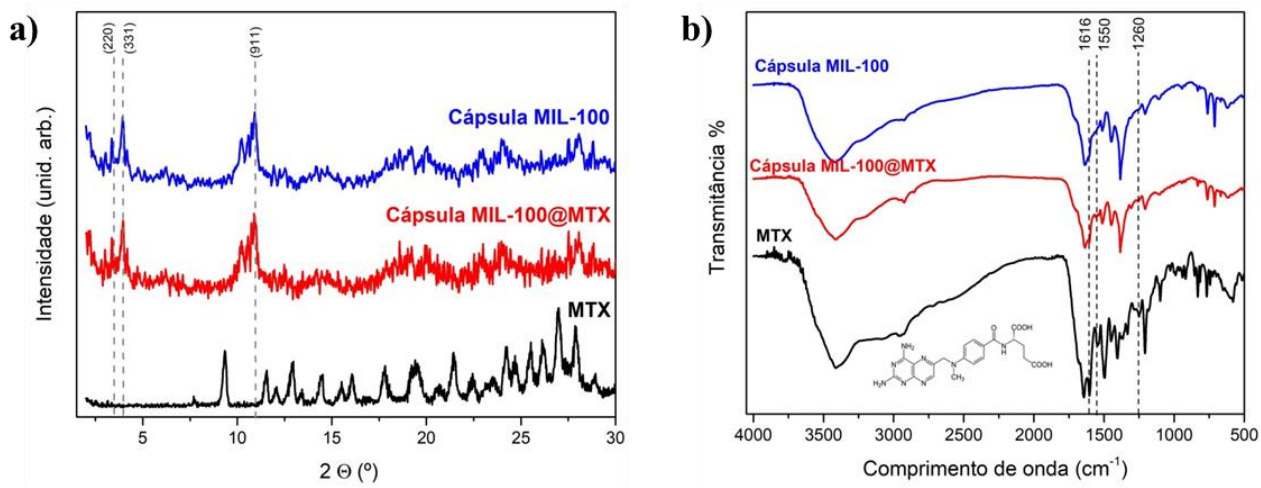 a)
(220)
(331)
(911)
Cápsula MIL-100
Cápsula MIL-100@MTX
MTX
Intensidade (unid. arb.)
5
10
15
20
25
30
2 Θ (º)
b)
1616
1550
1260
Cápsula MIL-100
Cápsula MIL-100@MTX
MTX
Transmitância %
NH₂
NH₂
N
N
N
N
N
CH₃
O
N
H
COOH
COOH
4000
3500
3000
2500
2000
1500
1000
500
Comprimento de onda (cm⁻¹)